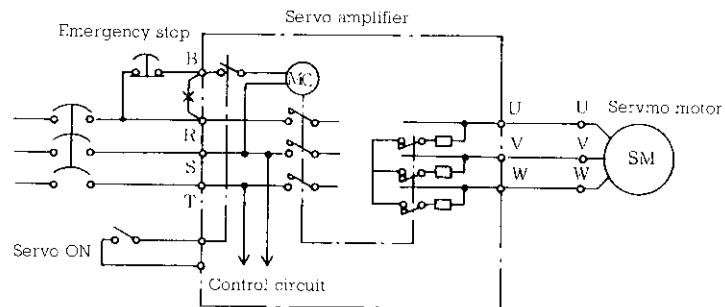 Servo amplifier
Emergency stop
B
MC
R
S
T
U
V
W
U
V
W
Servmo motor
SM
Servo ON
Control circuit